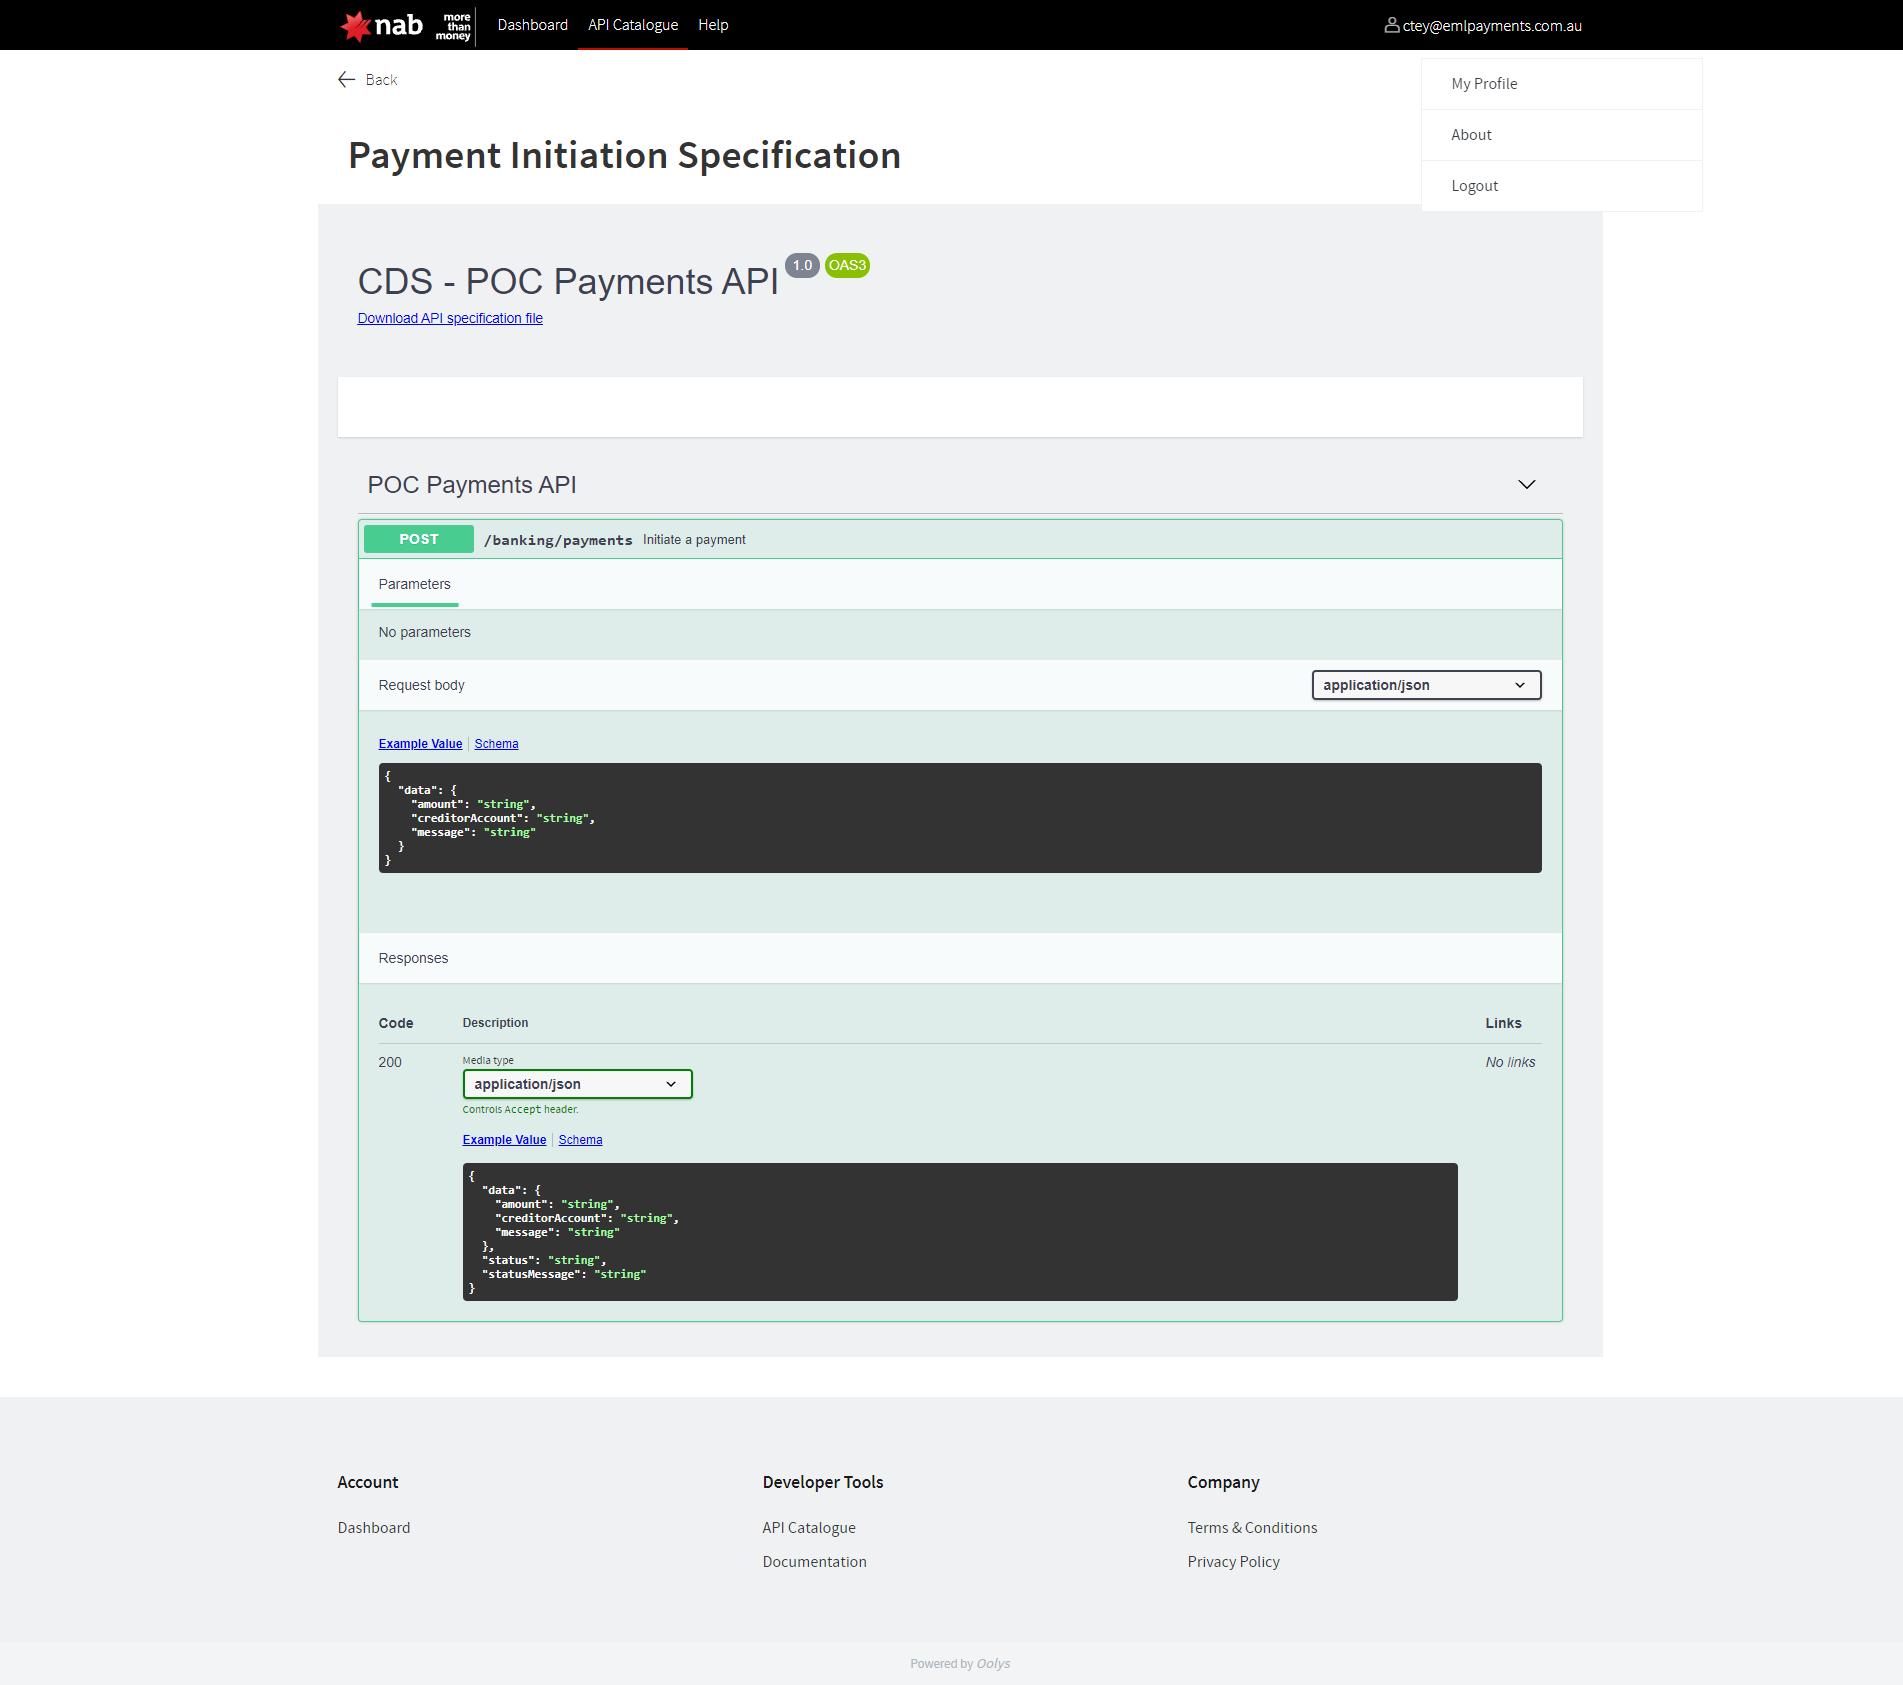 nab more than money Dashboard API Catalogue Help ctey@emlpayments.com.au
Back
My Profile
About
Logout
Payment Initiation Specification
CDS - POC Payments API 1.0 OAS3
Download API specification file
POC Payments API
POST /banking/payments Initiate a payment
Parameters
No parameters
Request body application/json
Example Value Schema
{
"data": {
"amount": "string",
"creditorAccount": "string",
"message": "string"
}
}
Responses
Code Description Links
200 Media type No links
application/json
Controls Accept header.
Example Value Schema
{
"data": {
"amount": "string",
"creditorAccount": "string",
"message": "string"
},
"status": "string",
"statusMessage": "string"
}
Account Developer Tools Company
Dashboard API Catalogue Terms & Conditions
Documentation Privacy Policy
Powered by Oolys